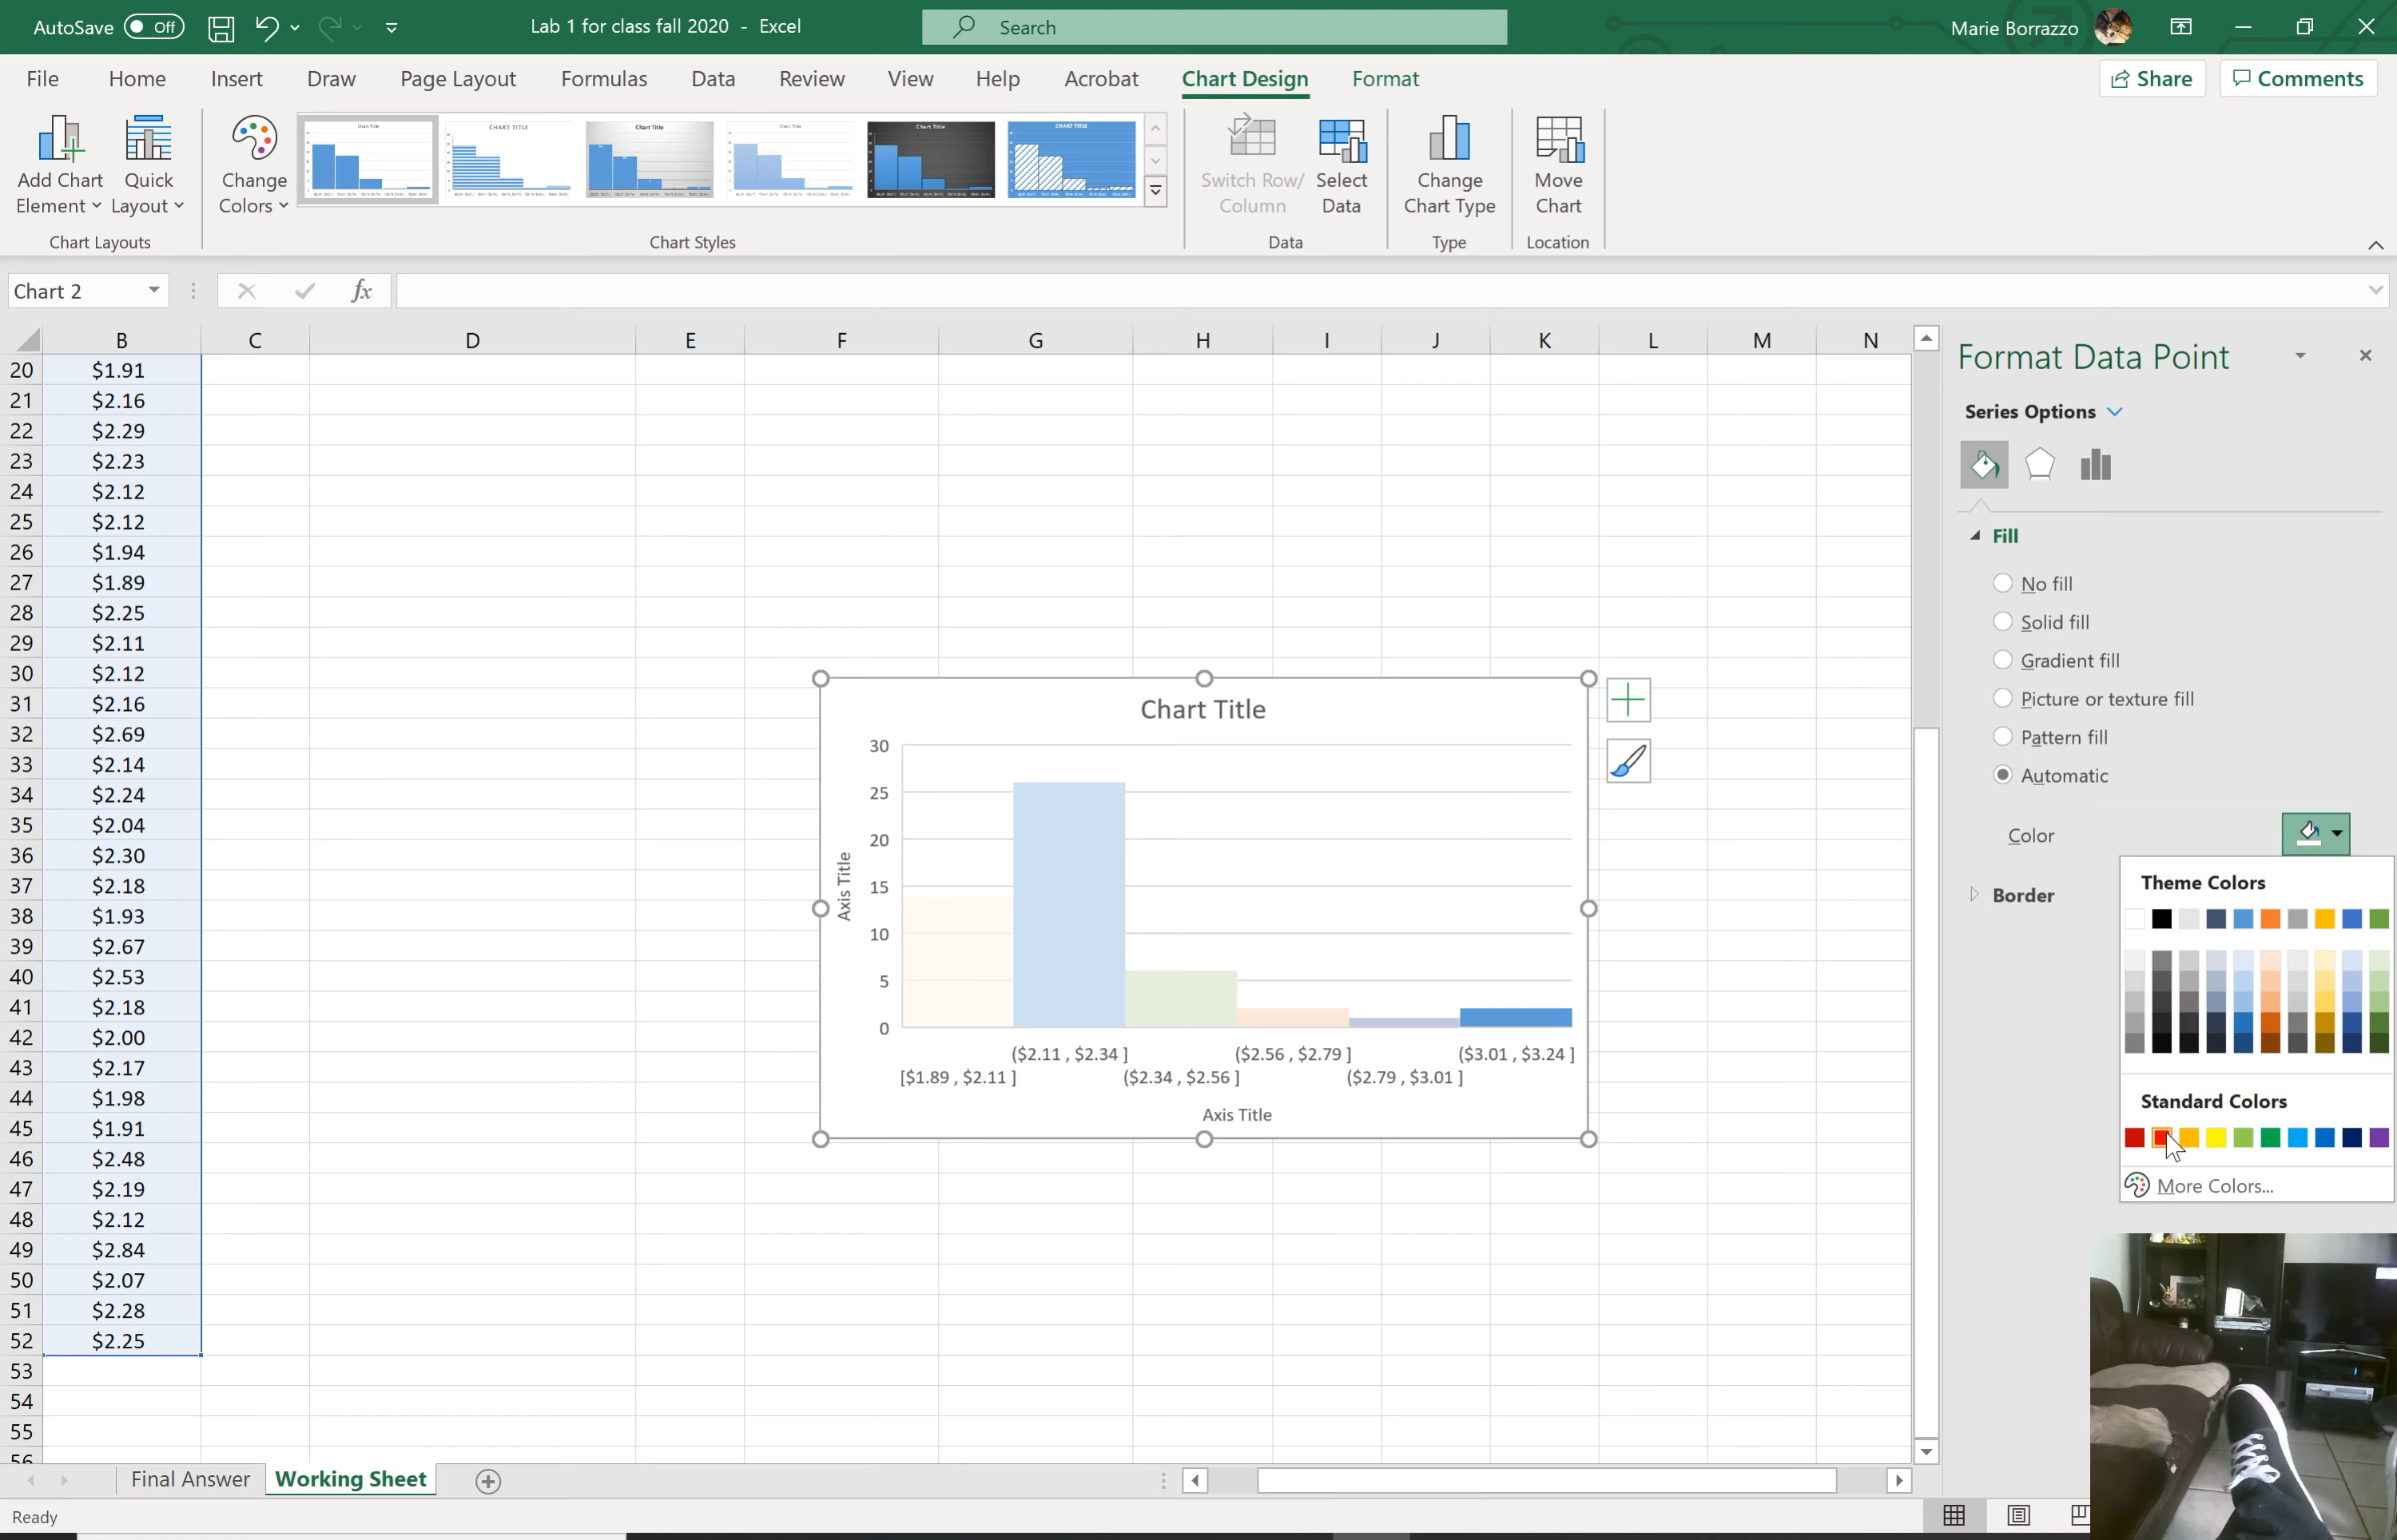 AutoSave Off Lab 1 for class fall 2020 - Excel Search Marie Borrazzo
File Home Insert Draw Page Layout Formulas Data Review View Help Acrobat Chart Design Format Share Comments
Add Chart Element Quick Layout Change Colors Switch Row/ Column Select Data Change Chart Type Move Chart
Chart Layouts Chart Styles Data Type Location
Chart 2 fx
B C D E F G H I J K L M N
20 $1.91
21 $2.16
22 $2.29
23 $2.23
24 $2.12
25 $2.12
26 $1.94
27 $1.89
28 $2.25
29 $2.11
30 $2.12
31 $2.16
32 $2.69
33 $2.14
34 $2.24
35 $2.04
36 $2.30
37 $2.18
38 $1.93
39 $2.67
40 $2.53
41 $2.18
42 $2.00
43 $2.17
44 $1.98
45 $1.91
46 $2.48
47 $2.19
48 $2.12
49 $2.84
50 $2.07
51 $2.28
52 $2.25
53
54
55
56
Chart Title
30
25
20
15
10
5
0
Axis Title
($2.11 , $2.34 ] ($2.56 , $2.79 ] ($3.01 , $3.24 ]
[$1.89 , $2.11 ] ($2.34 , $2.56 ] ($2.79 , $3.01 ]
Axis Title
Format Data Point
Series Options
Fill
No fill
Solid fill
Gradient fill
Picture or texture fill
Pattern fill
Automatic
Color
Border
Theme Colors
Standard Colors
More Colors...
Final Answer Working Sheet
Ready